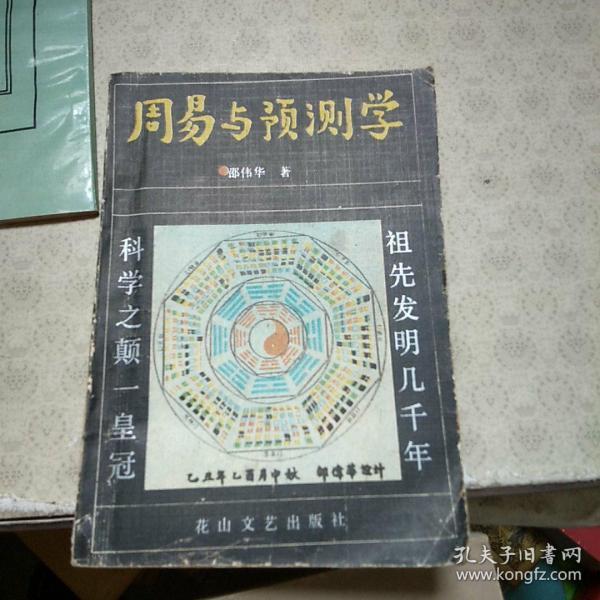 周易与预测学
邵伟华 著
祖先发明几千年
科学之颠一皇冠
乙丑年乙酉月中秋 邵伟华设计
花山文艺出版社
孔夫子旧书网
www.kongfz.com